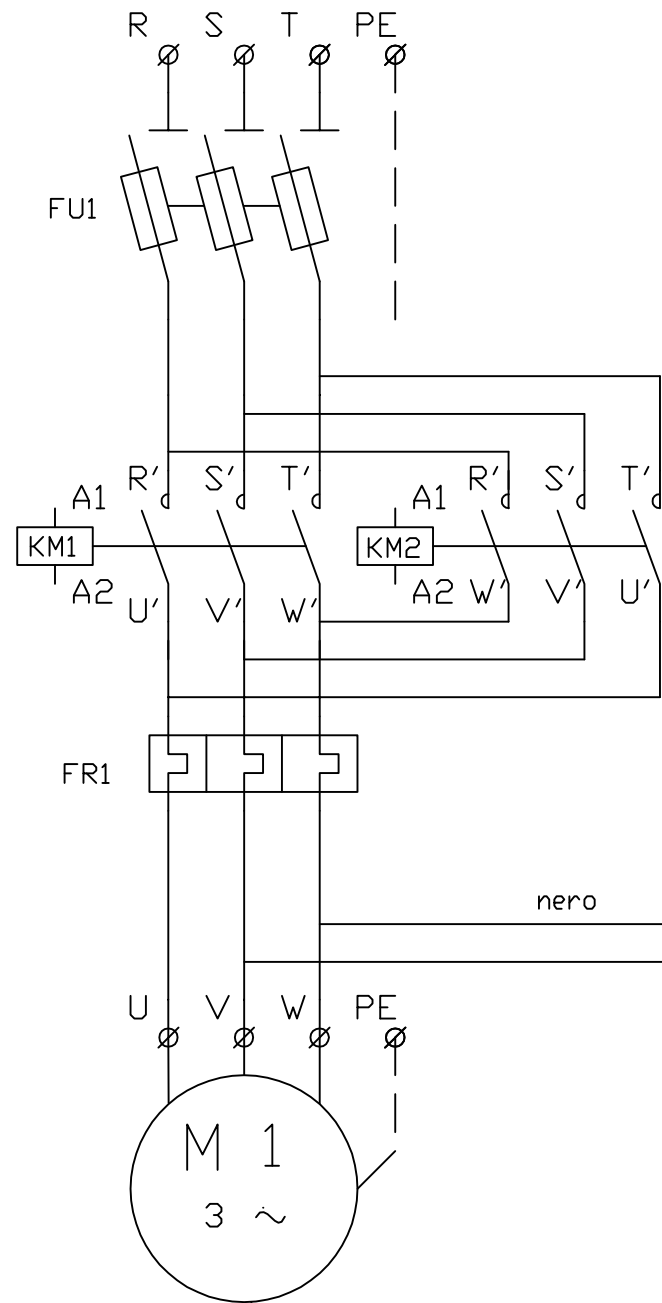 R S T PE
FU1
R' S' T' R' S' T'
A1 A1
KM1 KM2
A2 A2
U' V' W' W' V' U'
FR1
nero
U V W PE
M 1
3 ~